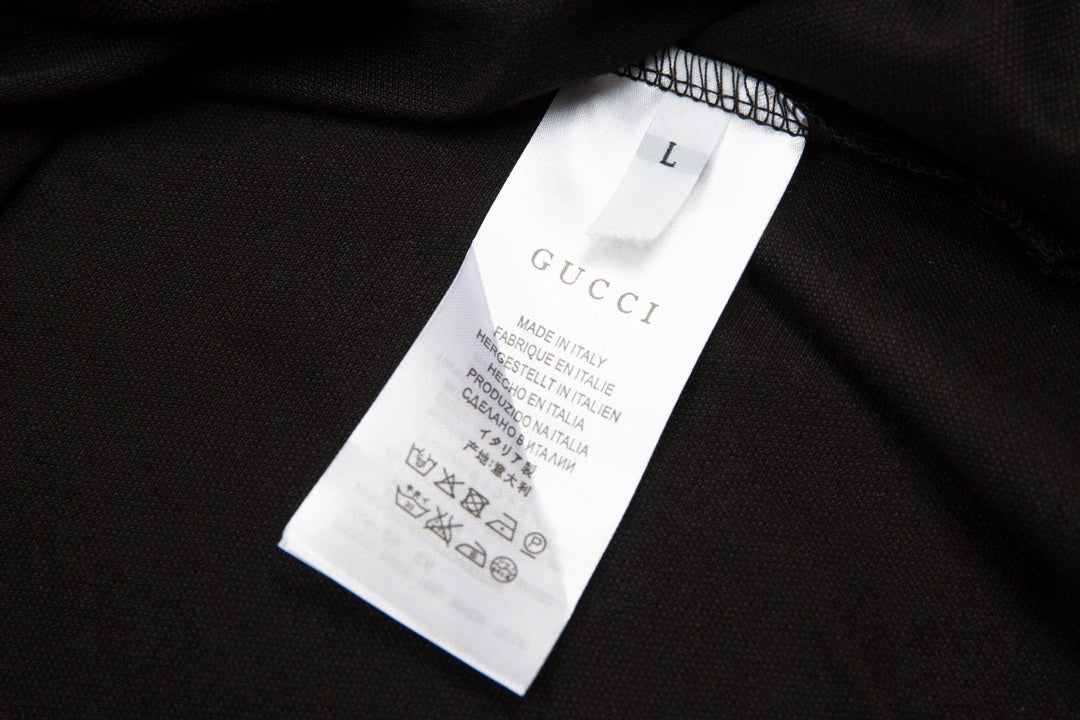 L
GUCCI
MADE IN ITALY
FABRIQUE EN ITALIE
HERGESTELLT IN ITALIEN
HECHO EN ITALIA
PRODUZIDO NA ITALIA
СДЕЛАНО В ИТАЛИИ
イタリア製
产地:意大利
P